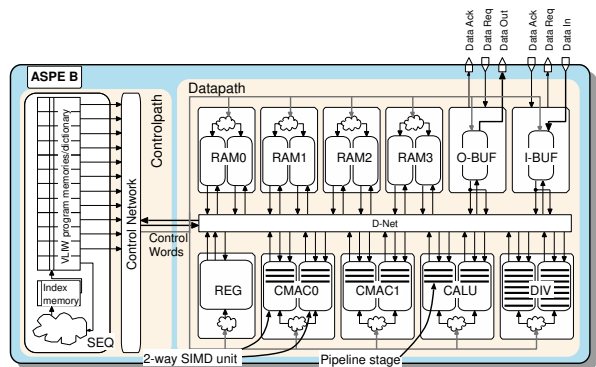 Data Ack
Data Req
Data Out
Data Ack
Data Req
Data In
ASPE B
Datapath
VLIW program memories/dictionary
Controlpath
Control Network
RAM0
RAM1
RAM2
RAM3
O-BUF
I-BUF
D-Net
Control
Words
Index
memory
SEQ
REG
CMAC0
CMAC1
CALU
DIV
2-way SIMD unit
Pipeline stage